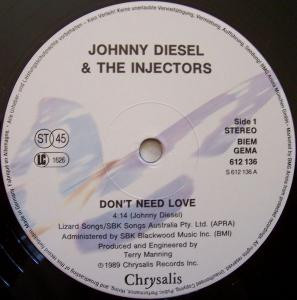 JOHNNY DIESEL
& THE INJECTORS
ST 45
LC 1626
Side 1
STEREO
BIEM
GEMA
612 136
S 612 136 A
DON'T NEED LOVE
4:14 (Johnny Diesel)
Lizard Songs/SBK Songs Australia Pty. Ltd. (APRA)
Administered by SBK Blackwood Music Inc. (BMI)
Produced and Engineered by
Terry Manning
℗1989 Chrysalis Records Inc.
Chrysalis